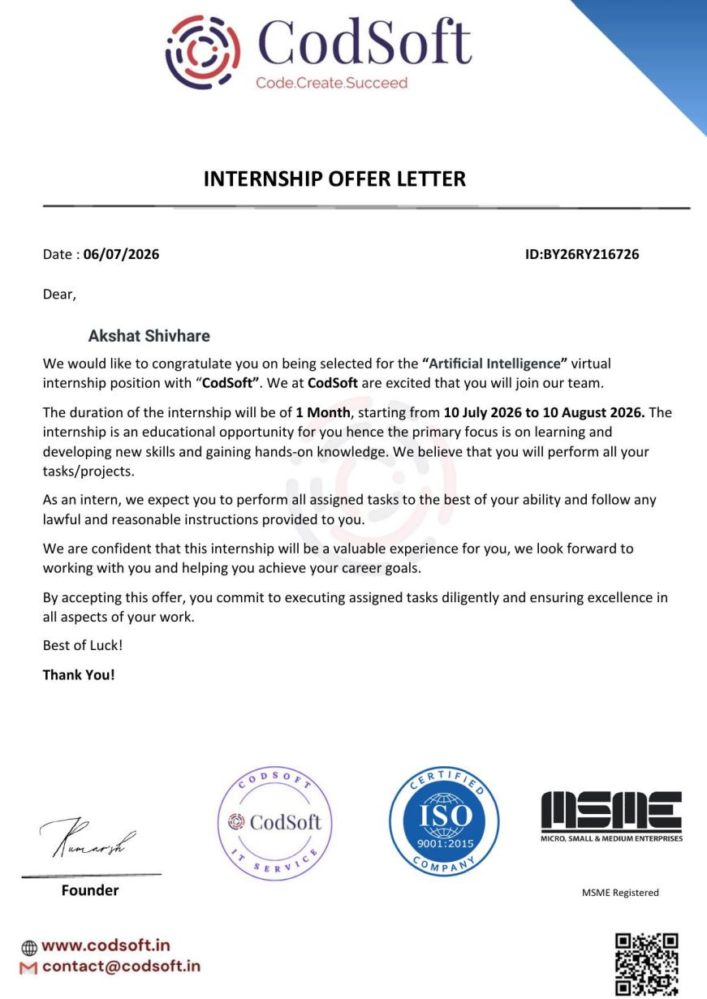 CodSoft
Code.Create.Succeed
INTERNSHIP OFFER LETTER
Date : 06/07/2026 ID:BY26RY216726
Dear,
Akshat Shivhare
We would like to congratulate you on being selected for the “Artificial Intelligence” virtual
internship position with “CodSoft”. We at CodSoft are excited that you will join our team.
The duration of the internship will be of 1 Month, starting from 10 July 2026 to 10 August 2026. The
internship is an educational opportunity for you hence the primary focus is on learning and
developing new skills and gaining hands-on knowledge. We believe that you will perform all your
tasks/projects.
As an intern, we expect you to perform all assigned tasks to the best of your ability and follow any
lawful and reasonable instructions provided to you.
We are confident that this internship will be a valuable experience for you, we look forward to
working with you and helping you achieve your career goals.
By accepting this offer, you commit to executing assigned tasks diligently and ensuring excellence in
all aspects of your work.
Best of Luck!
Thank You!
Kumarsh
Founder
CODSOFT
CodSoft
IT SERVICE
CERTIFIED
ISO
9001:2015
COMPANY
MSME
MICRO, SMALL & MEDIUM ENTERPRISES
MSME Registered
www.codsoft.in
contact@codsoft.in